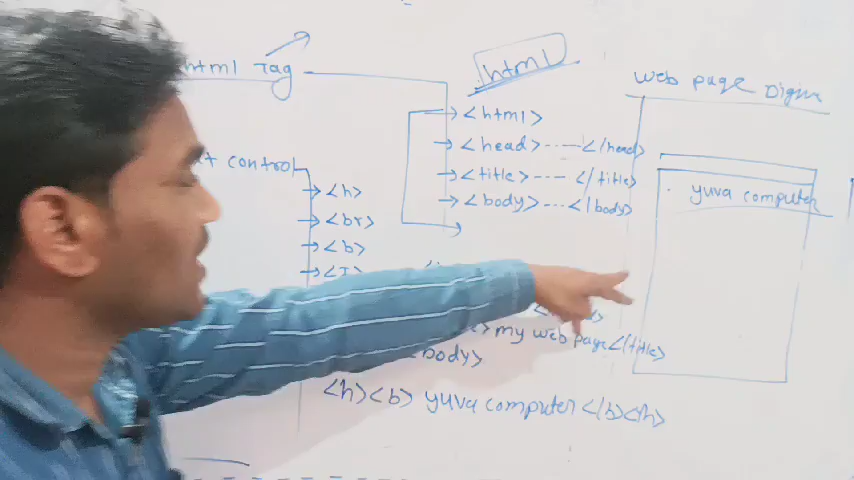 html Tag
html
web page Digra
<html>
<head>---</head>
<title>---</title>
<body>---</body>
control
<h>
<br>
<b>
<I>
yuva computer
my web page</title>
body>
<h><b> yuva computer</b><h>